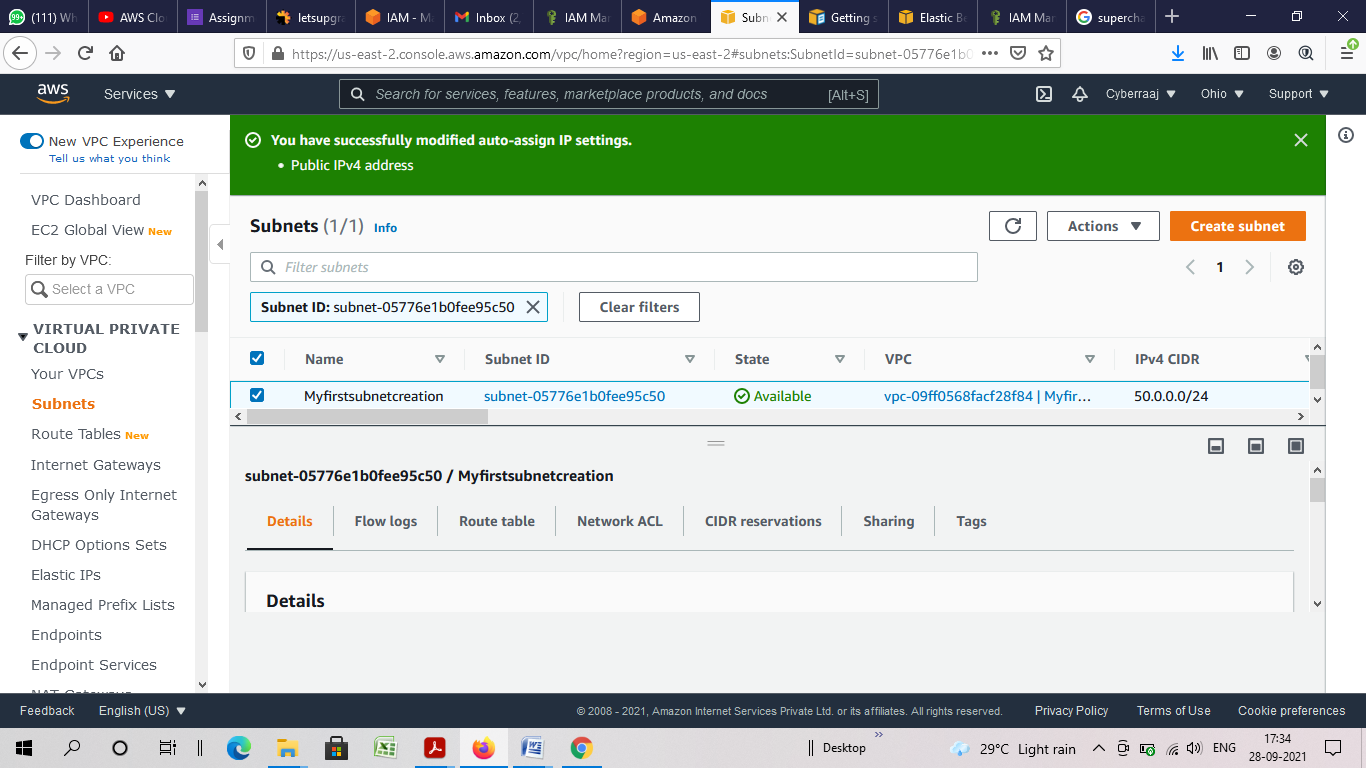 (111) Wh
AWS Clo
Assignm
letsupgra
IAM - Ma
Inbox (2,
IAM Man
Amazon
Subn
Getting s
Elastic Be
IAM Man
supercha
https://us-east-2.console.aws.amazon.com/vpc/home?region=us-east-2#subnets:SubnetId=subnet-05776e1b0
aws
Services
Search for services, features, marketplace products, and docs
[Alt+S]
Cyberraaj
Ohio
Support
New VPC Experience
Tell us what you think
You have successfully modified auto-assign IP settings.
• Public IPv4 address
VPC Dashboard
EC2 Global View New
Filter by VPC:
Select a VPC
VIRTUAL PRIVATE
CLOUD
Your VPCs
Subnets
Route Tables New
Internet Gateways
Egress Only Internet
Gateways
DHCP Options Sets
Elastic IPs
Managed Prefix Lists
Endpoints
Endpoint Services
NAT Gateways
Subnets (1/1) Info
Actions
Create subnet
Filter subnets
1
Subnet ID: subnet-05776e1b0fee95c50
Clear filters
Name
Subnet ID
State
VPC
IPv4 CIDR
Myfirstsubnetcreation
subnet-05776e1b0fee95c50
Available
vpc-09ff0568facf28f84 | Myfir...
50.0.0.0/24
subnet-05776e1b0fee95c50 / Myfirstsubnetcreation
Details
Flow logs
Route table
Network ACL
CIDR reservations
Sharing
Tags
Details
Feedback
English (US)
© 2008 - 2021, Amazon Internet Services Private Ltd. or its affiliates. All rights reserved.
Privacy Policy
Terms of Use
Cookie preferences
Desktop
29°C Light rain
ENG
17:34
28-09-2021